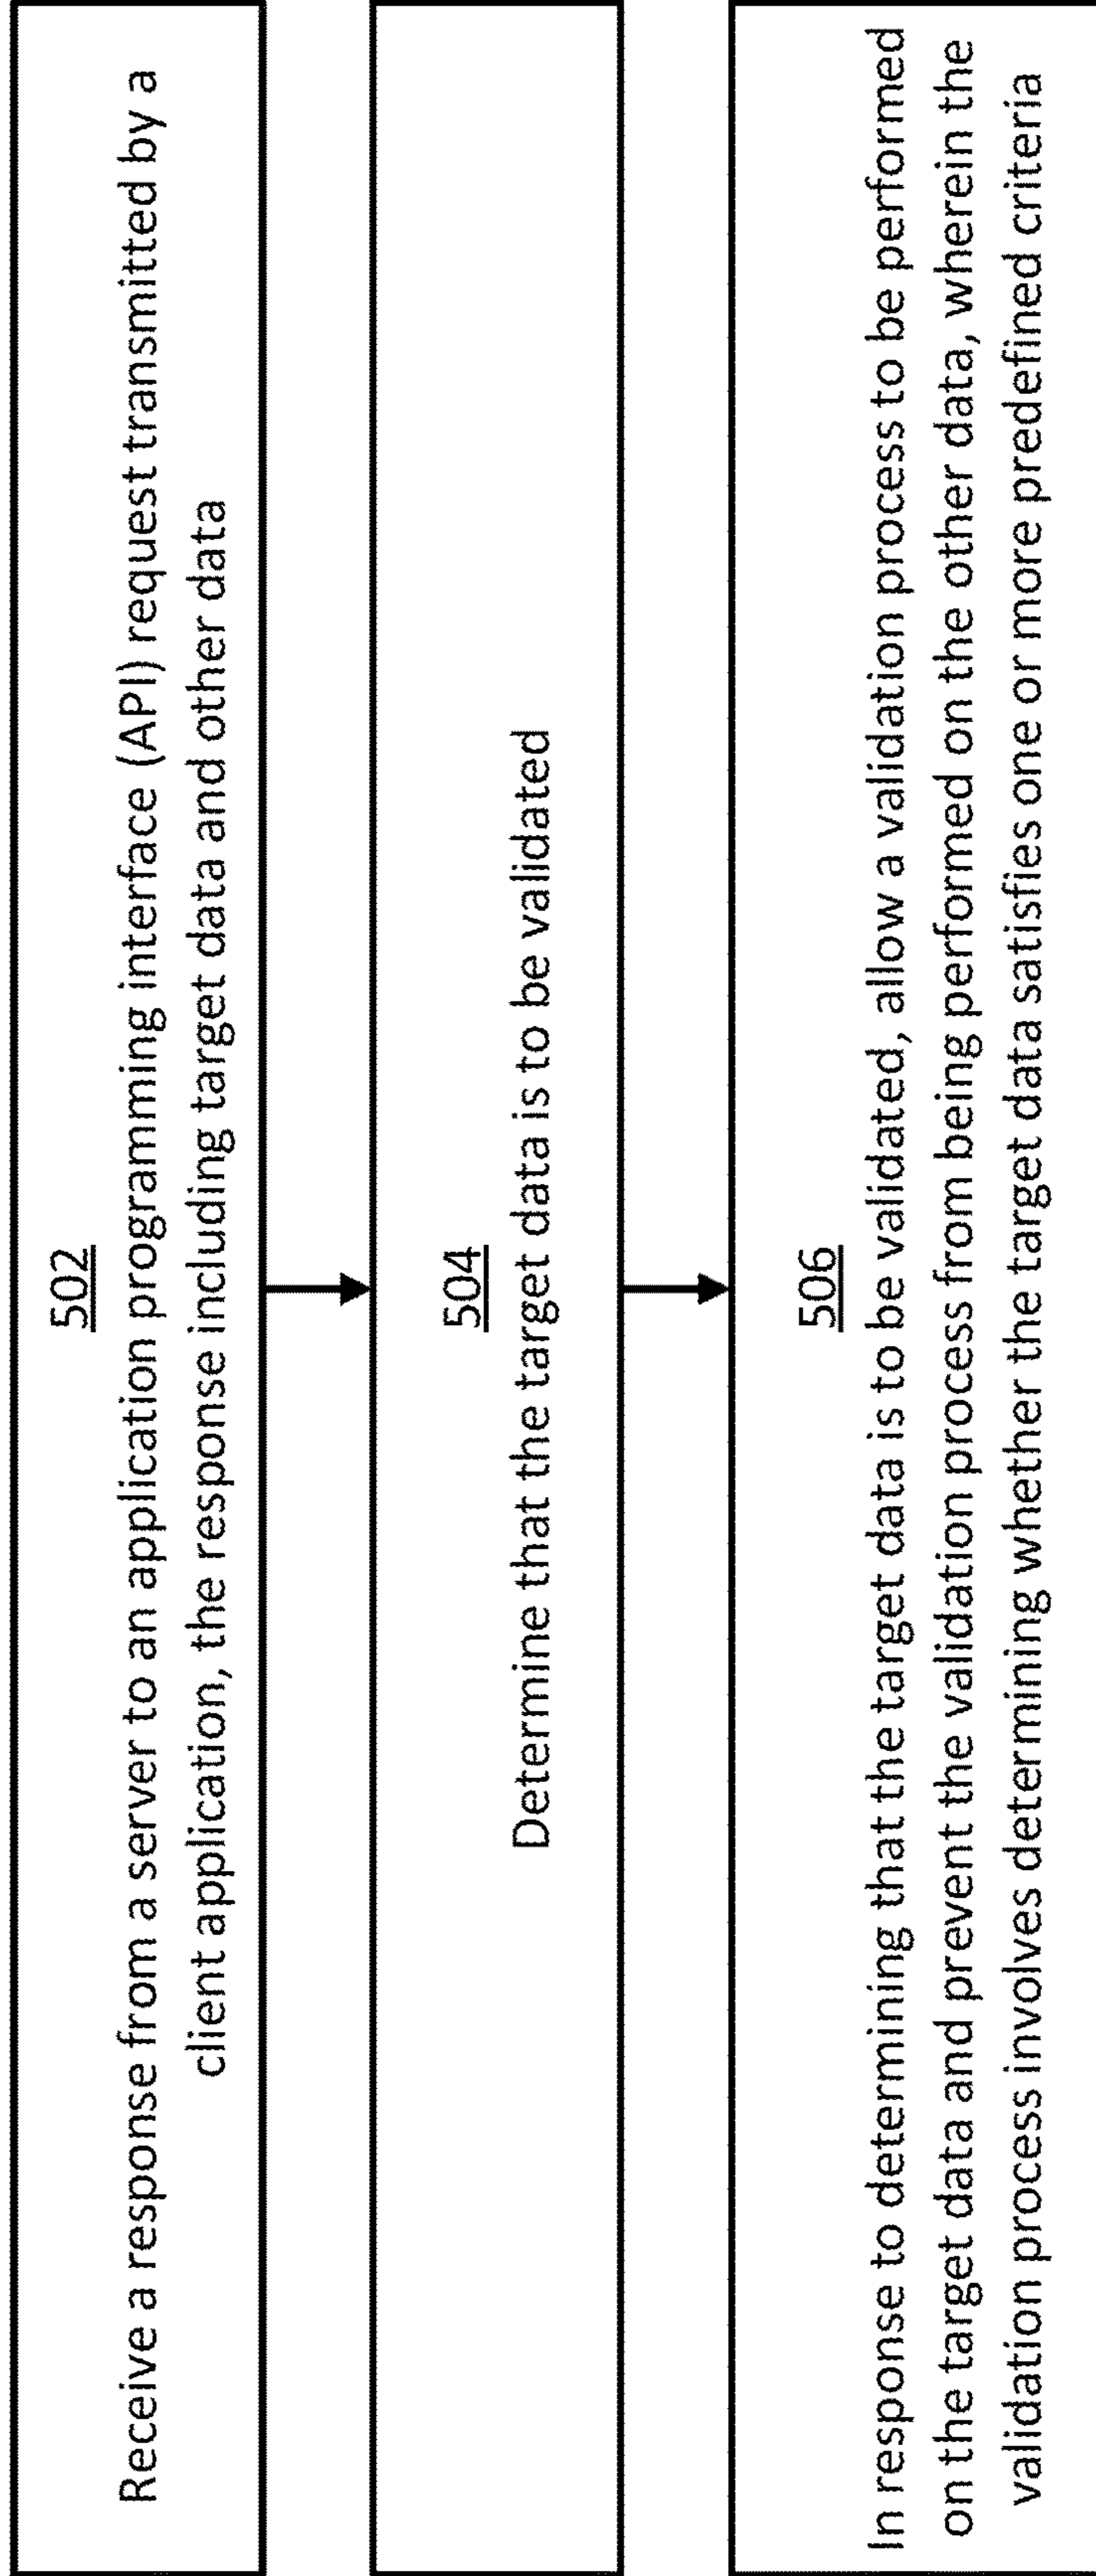 502
Receive a response from a server to an application programming interface (API) request transmitted by a
client application, the response including target data and other data
504
Determine that the target data is to be validated
506
In response to determining that the target data is to be validated, allow a validation process to be performed
on the target data and prevent the validation process from being performed on the other data, wherein the
validation process involves determining whether the target data satisfies one or more predefined criteria